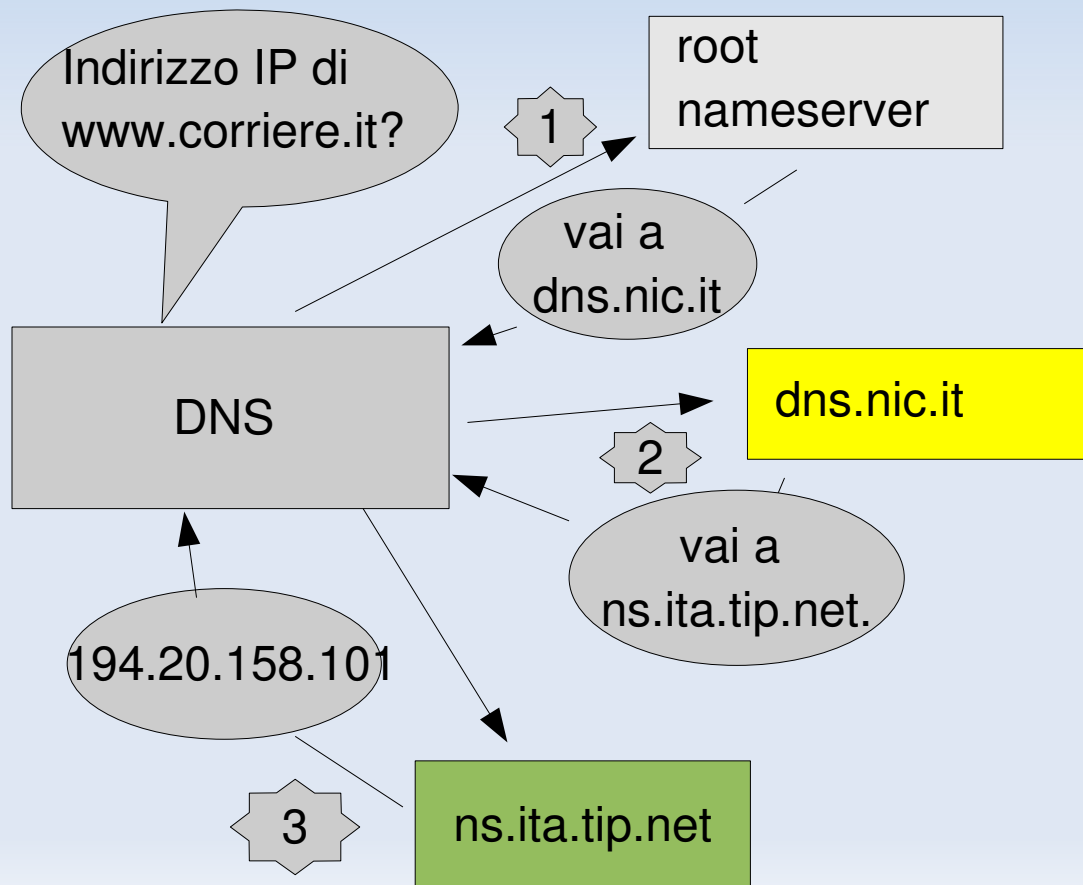 Indirizzo IP di
www.corriere.it?
root
nameserver
1
vai a
dns.nic.it
DNS
dns.nic.it
2
vai a
ns.ita.tip.net.
194.20.158.101
3
ns.ita.tip.net